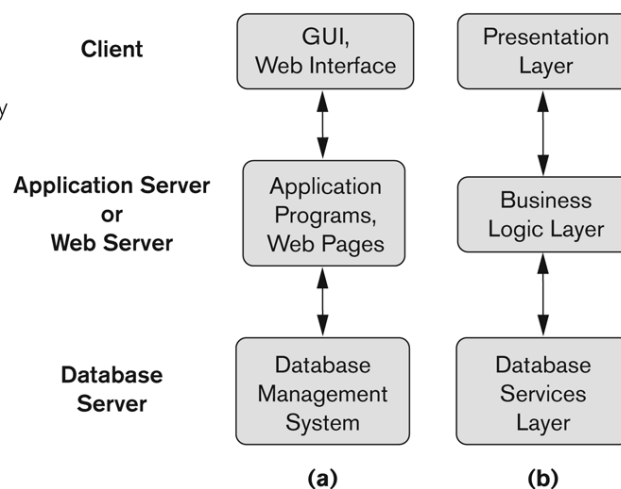 Client
GUI,
Web Interface
Presentation
Layer
y
Application Server
or
Web Server
Application
Programs,
Web Pages
Business
Logic Layer
Database
Server
Database
Management
System
Database
Services
Layer
(a)
(b)